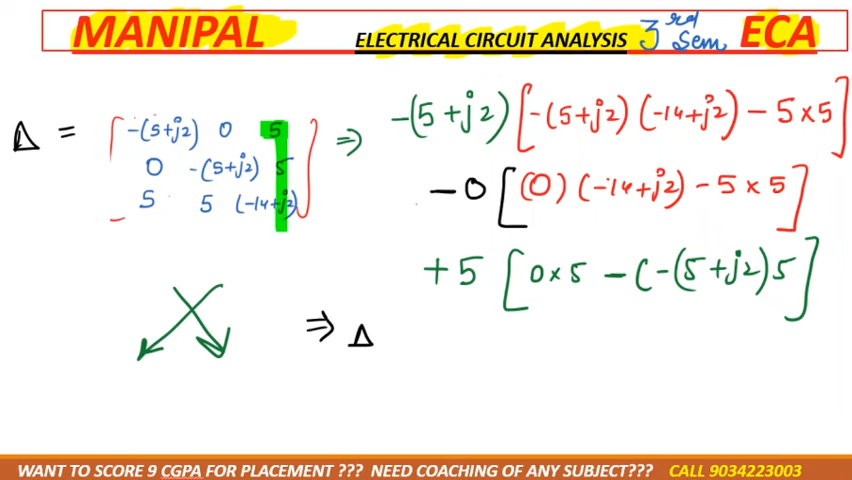 MANIPAL
ELECTRICAL CIRCUIT ANALYSIS 3rd Sem ECA
Δ = [ -(5+j2) 0 5 ⇒ -(5+j2) [ -(5+j2) (-14+j2) - 5×5 ]
0 -(5+j2) 5
5 5 (-14+j2) ]
- 0 [ (0) (-14+j2) - 5 × 5 ]
+ 5 [ 0×5 - (-(5+j2) 5 ]
⇒ Δ
WANT TO SCORE 9 CGPA FOR PLACEMENT ??? NEED COACHING OF ANY SUBJECT??? CALL 9034223003